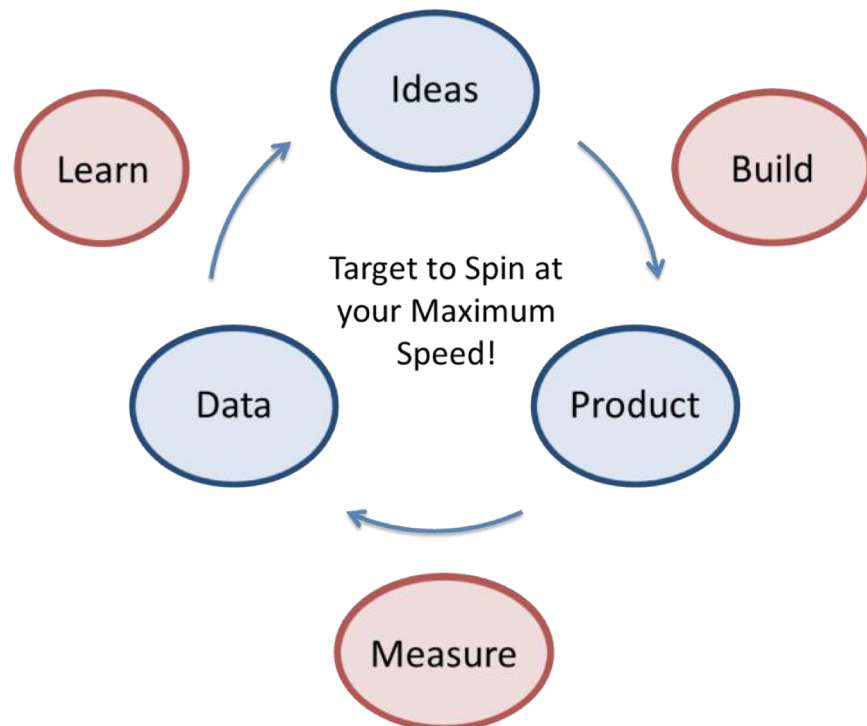 Ideas
Learn
Build
Target to Spin at
your Maximum
Speed!
Data
Product
Measure